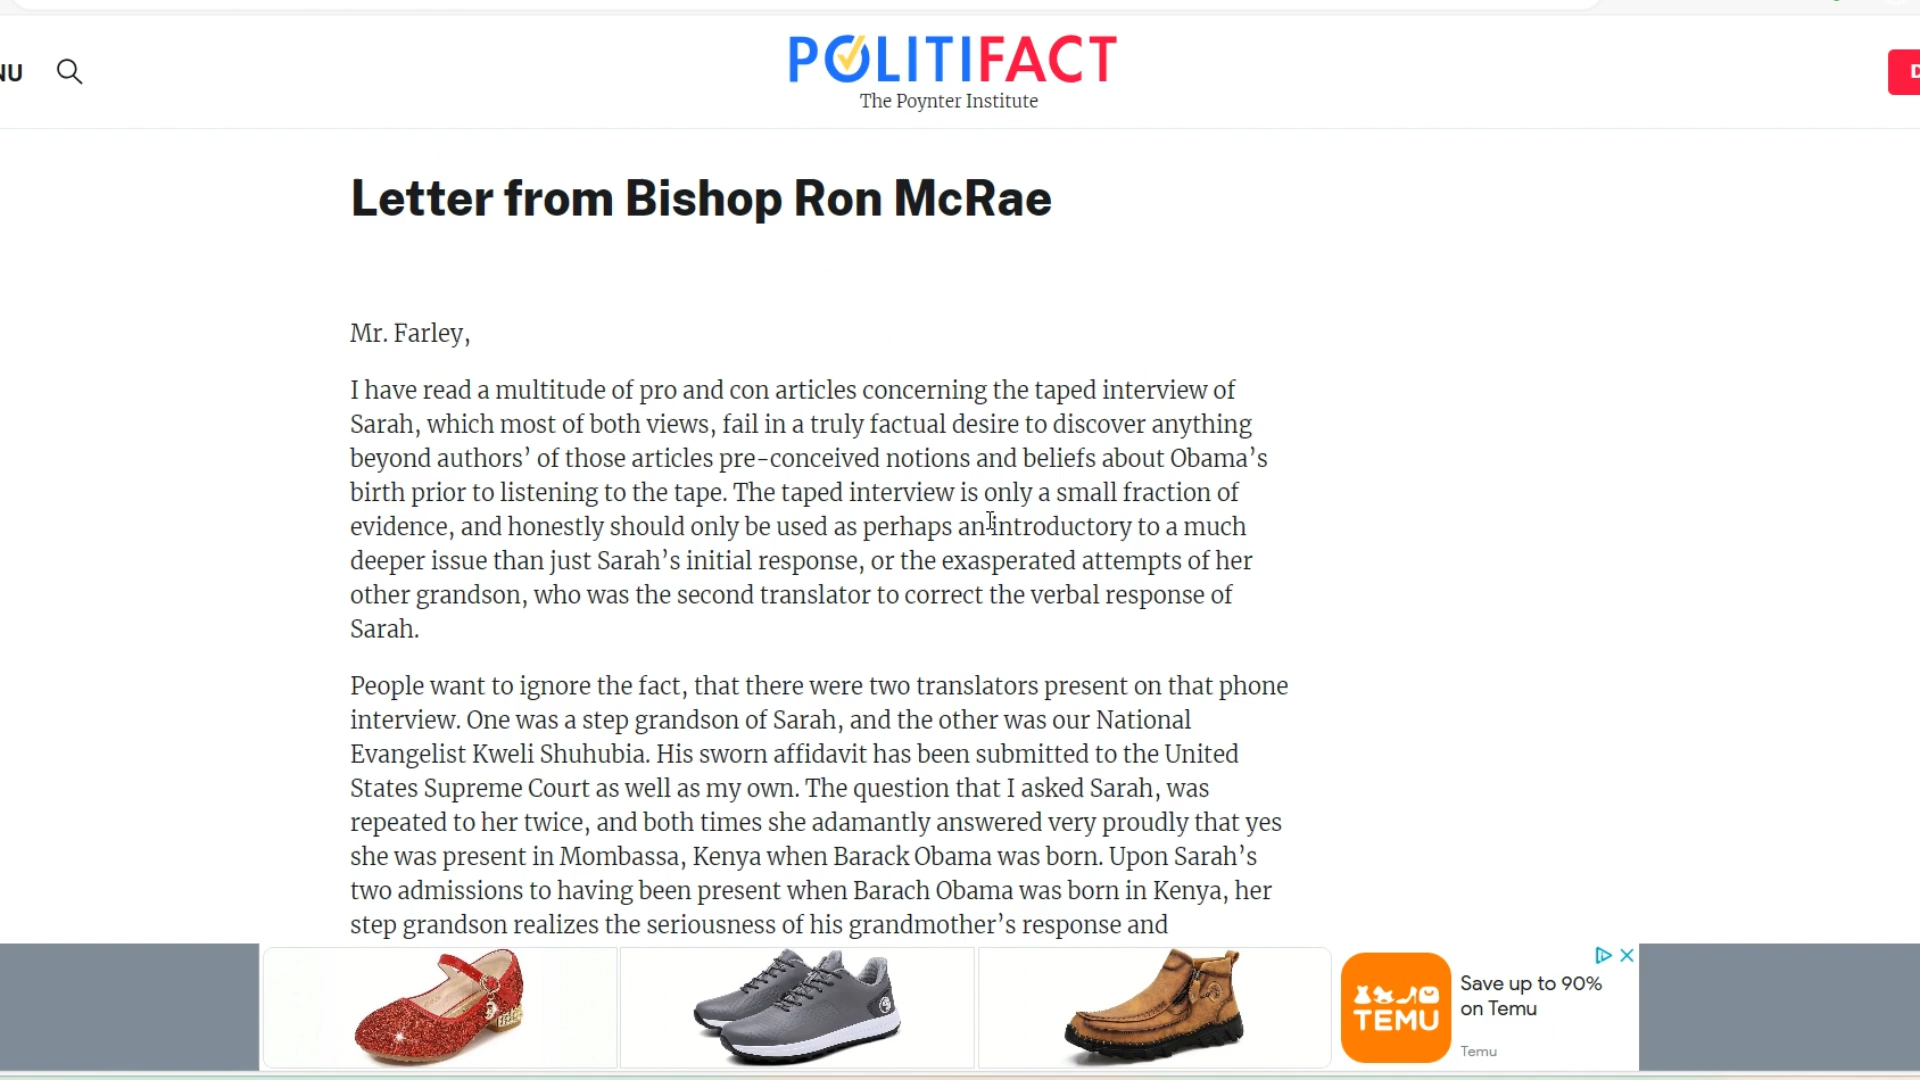 NU
POLITIFACT
The Poynter Institute
Letter from Bishop Ron McRae
Mr. Farley,
I have read a multitude of pro and con articles concerning the taped interview of
Sarah, which most of both views, fail in a truly factual desire to discover anything
beyond authors’ of those articles pre-conceived notions and beliefs about Obama’s
birth prior to listening to the tape. The taped interview is only a small fraction of
evidence, and honestly should only be used as perhaps an introductory to a much
deeper issue than just Sarah’s initial response, or the exasperated attempts of her
other grandson, who was the second translator to correct the verbal response of
Sarah.
People want to ignore the fact, that there were two translators present on that phone
interview. One was a step grandson of Sarah, and the other was our National
Evangelist Kweli Shuhubia. His sworn affidavit has been submitted to the United
States Supreme Court as well as my own. The question that I asked Sarah, was
repeated to her twice, and both times she adamantly answered very proudly that yes
she was present in Mombassa, Kenya when Barack Obama was born. Upon Sarah’s
two admissions to having been present when Barach Obama was born in Kenya, her
step grandson realizes the seriousness of his grandmother’s response and
TEMU
Save up to 90%
on Temu
Temu